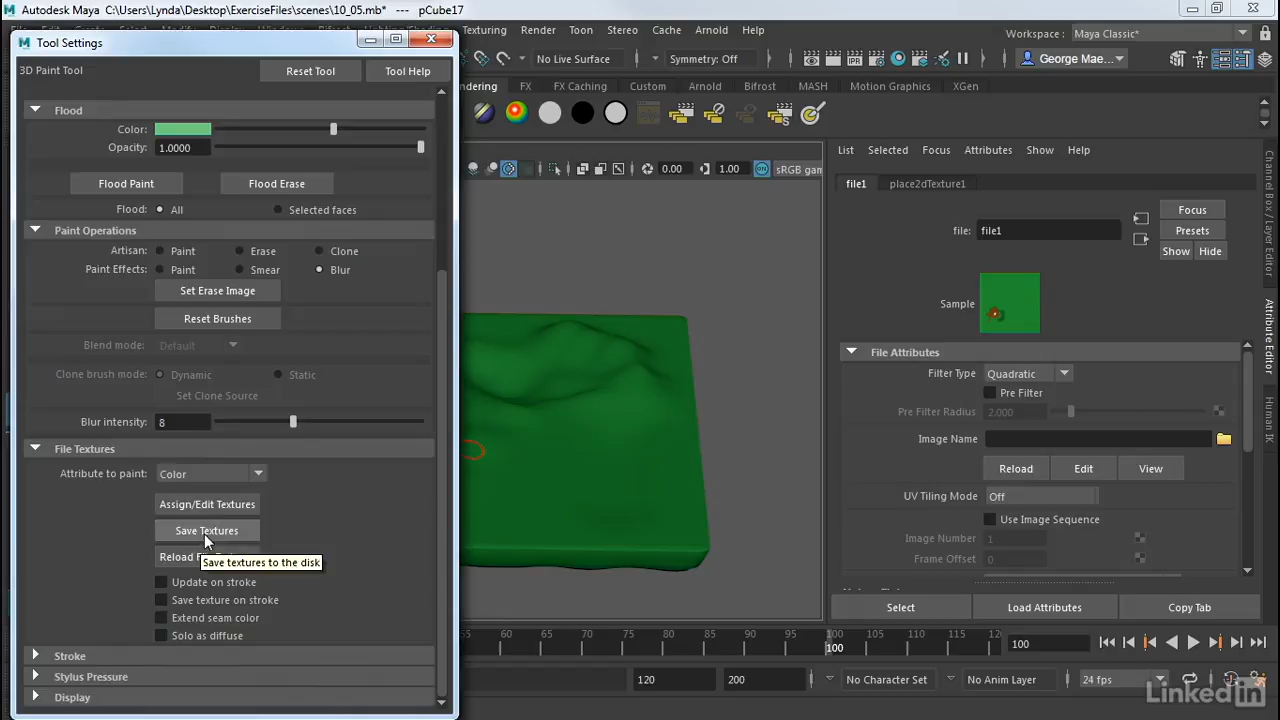 Autodesk Maya C:\Users\Lynda\Desktop\ExerciseFiles\scenes\10_05.mb* --- pCube17
Tool Settings
Texturing Render Toon Stereo Cache Arnold Help
Workspace : Maya Classic*
3D Paint Tool
Reset Tool
Tool Help
No Live Surface
Symmetry: Off
George Mae...
Rendering FX FX Caching Custom Arnold Bifrost MASH Motion Graphics XGen
Flood
Color:
Opacity: 1.0000
Flood Paint
Flood Erase
Flood: All Selected faces
Paint Operations
Artisan: Paint Erase Clone
Paint Effects: Paint Smear Blur
Set Erase Image
Reset Brushes
Blend mode: Default
Clone brush mode: Dynamic Static
Set Clone Source
Blur intensity: 8
File Textures
Attribute to paint: Color
Assign/Edit Textures
Save Textures
Reload
Save textures to the disk
Update on stroke
Save texture on stroke
Extend seam color
Solo as diffuse
Stroke
Stylus Pressure
Display
0.00 1.00 sRGB gam
List Selected Focus Attributes Show Help
file1 place2dTexture1
Focus
file: file1
Presets
Show Hide
Sample
File Attributes
Filter Type Quadratic
Pre Filter
Pre Filter Radius 2.000
Image Name
Reload Edit View
UV Tiling Mode Off
Use Image Sequence
Image Number 1
Frame Offset 0
Select
Load Attributes
Copy Tab
Channel Box / Layer Editor
Attribute Editor
Human IK
55 60 65 70 75 80 85 90 95 100 105 110 115 120
100
100
120
200
No Character Set
No Anim Layer
24 fps
LinkedIn